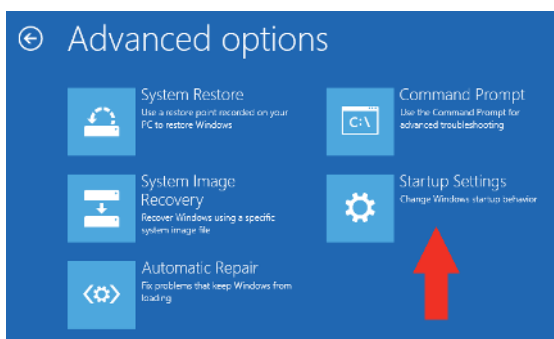 Advanced options
System Restore
Use a restore point recorded on your
PC to restore Windows
System Image
Recovery
Recover Windows using a specific
system image file
Automatic Repair
Fix problems that keep Windows from
loading
C:\
Command Prompt
Use the Command Prompt for
advanced troubleshooting
Startup Settings
Change Windows startup behavior